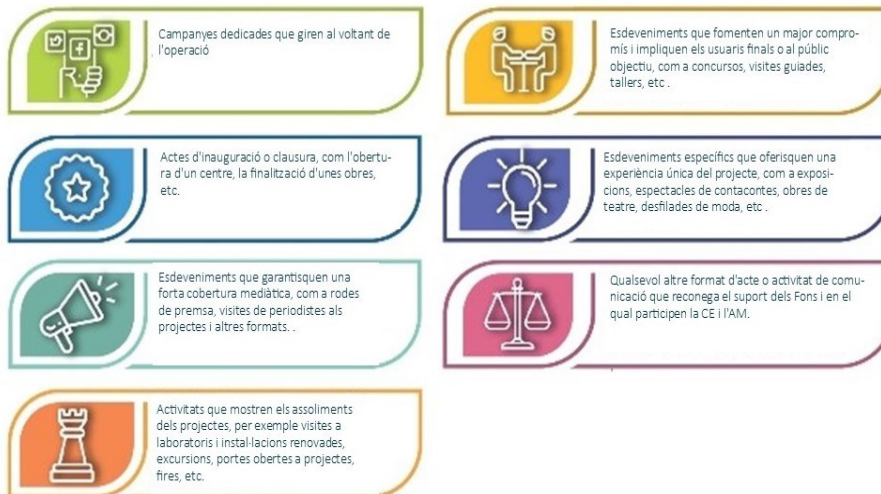 Campanyes dedicades que giren al voltant de
l'operació
Actes d'inauguració o clausura, com l'obertu-
ra d'un centre, la finalització d'unes obres,
etc.
Esdeveniments que garantisquen una
forta cobertura mediàtica, com a rodes
de premsa, visites de periodistes als
projectes i altres formats. .
Activitats que mostren els assoliments
dels projectes, per exemple visites a
laboratoris i instal·lacions renovades,
excursions, portes obertes a projectes,
fires, etc.
Esdeveniments que fomenten un major compro-
mís i impliquen els usuaris finals o al públic
objectiu, com a concursos, visites guiades,
tallers, etc .
Esdeveniments específics que oferisquen una
experiència única del projecte, com a exposi-
cions, espectacles de contacontes, obres de
teatre, desfilades de moda, etc .
Qualsevol altre format d'acte o activitat de comu-
nicació que reconega el suport dels Fons i en el
qual participen la CE i l'AM.